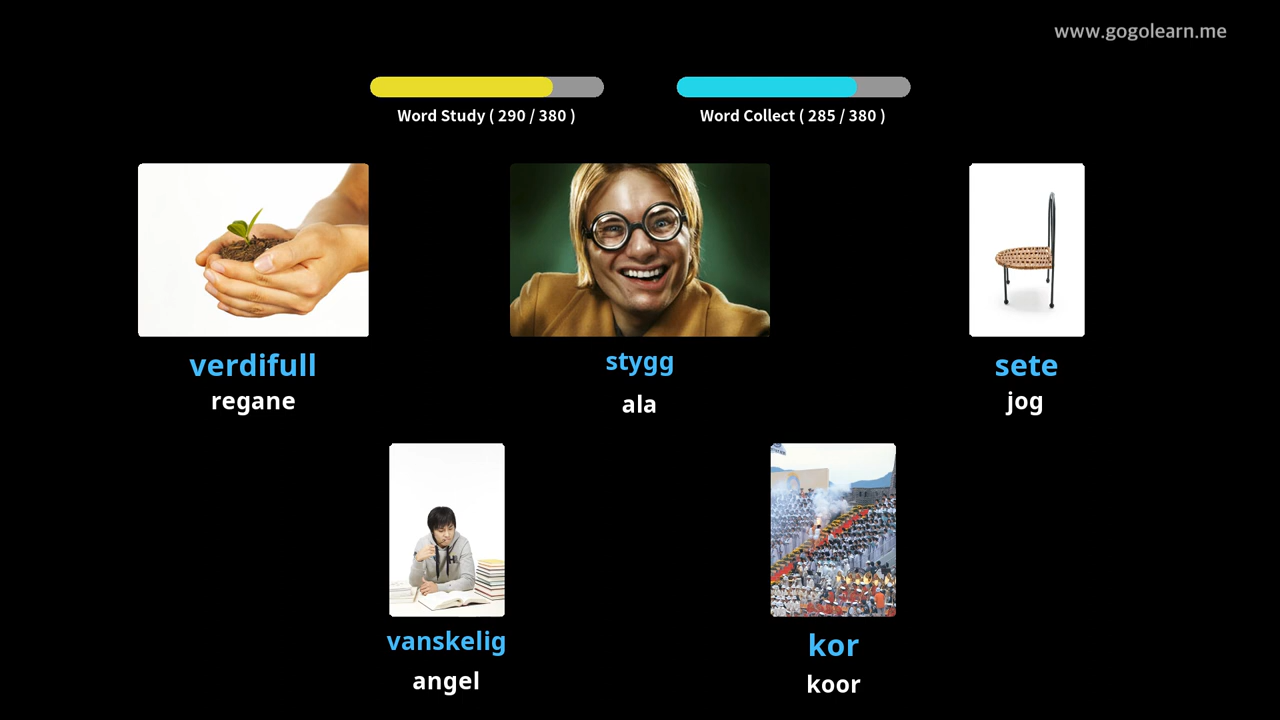 www.gogolearn.me
Word Study ( 290 / 380 )
Word Collect ( 285 / 380 )
verdifull
regane
stygg
ala
sete
jog
vanskelig
angel
kor
koor